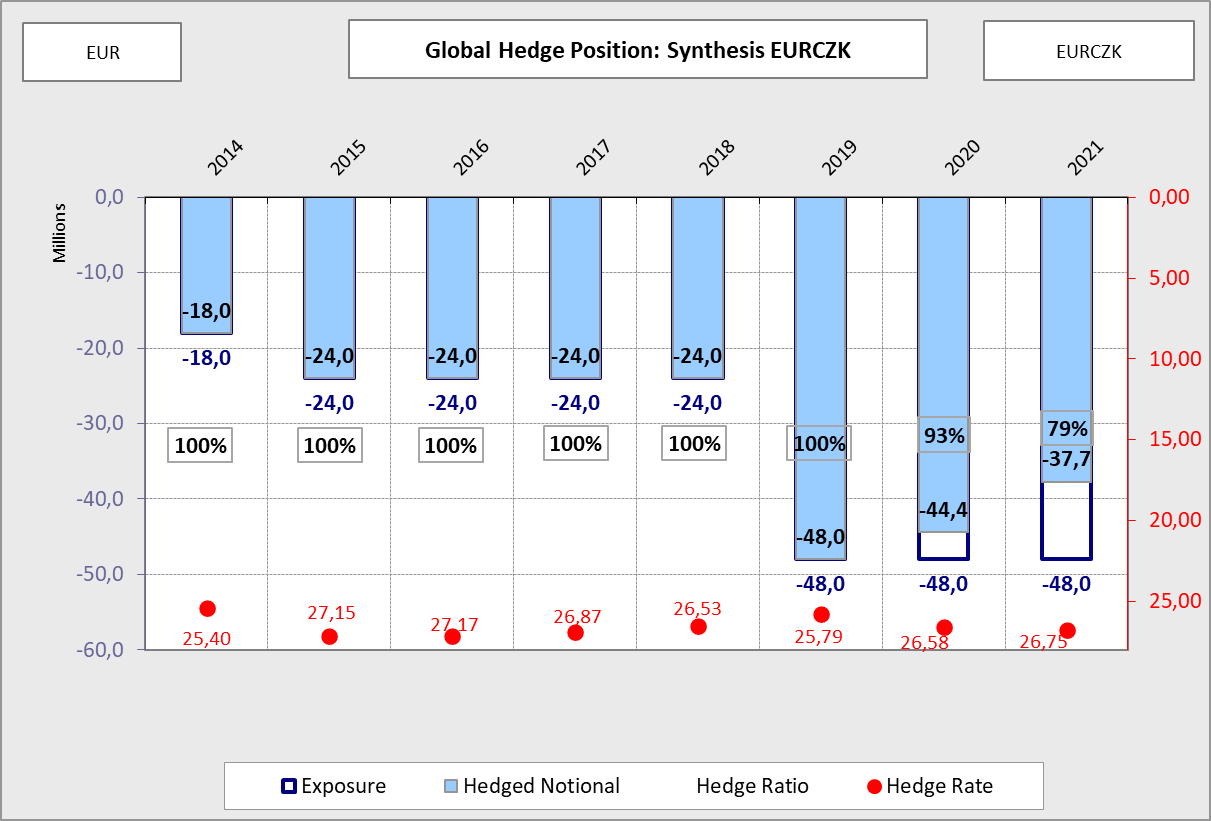 EUR
Global Hedge Position: Synthesis EURCZK
EURCZK
2014 2015 2016 2017 2018 2019 2020 2021
Millions
0,0
-10,0
-20,0
-30,0
-40,0
-50,0
-60,0
0,00
5,00
10,00
15,00
20,00
25,00
-18,0 -24,0 -24,0 -24,0 -24,0 -48,0 -44,4 -37,7
-18,0 -24,0 -24,0 -24,0 -24,0 -48,0 -48,0 -48,0
100% 100% 100% 100% 100% 100% 93% 79%
25,40 27,15 27,17 26,87 26,53 25,79 26,58 26,75
Exposure Hedged Notional Hedge Ratio Hedge Rate